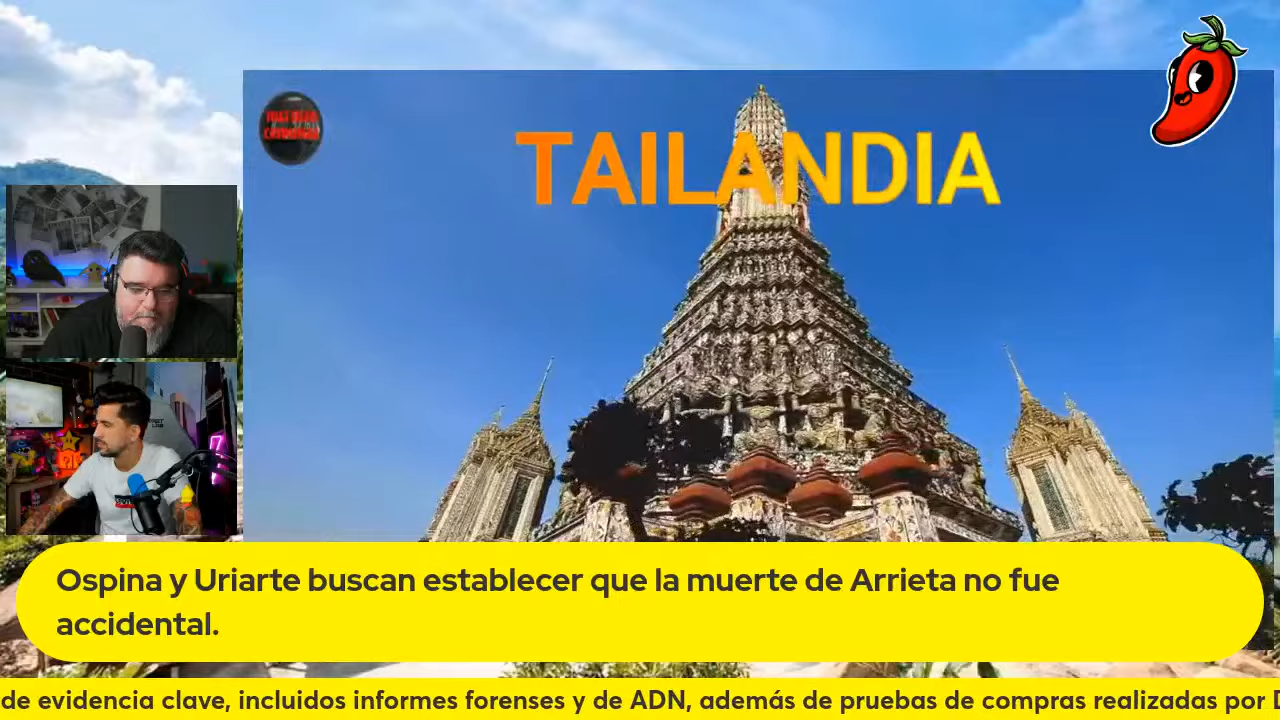 TAILANDIA
Ospina y Uriarte buscan establecer que la muerte de Arrieta no fue
accidental.
de evidencia clave, incluidos informes forenses y de ADN, además de pruebas de compras realizadas por